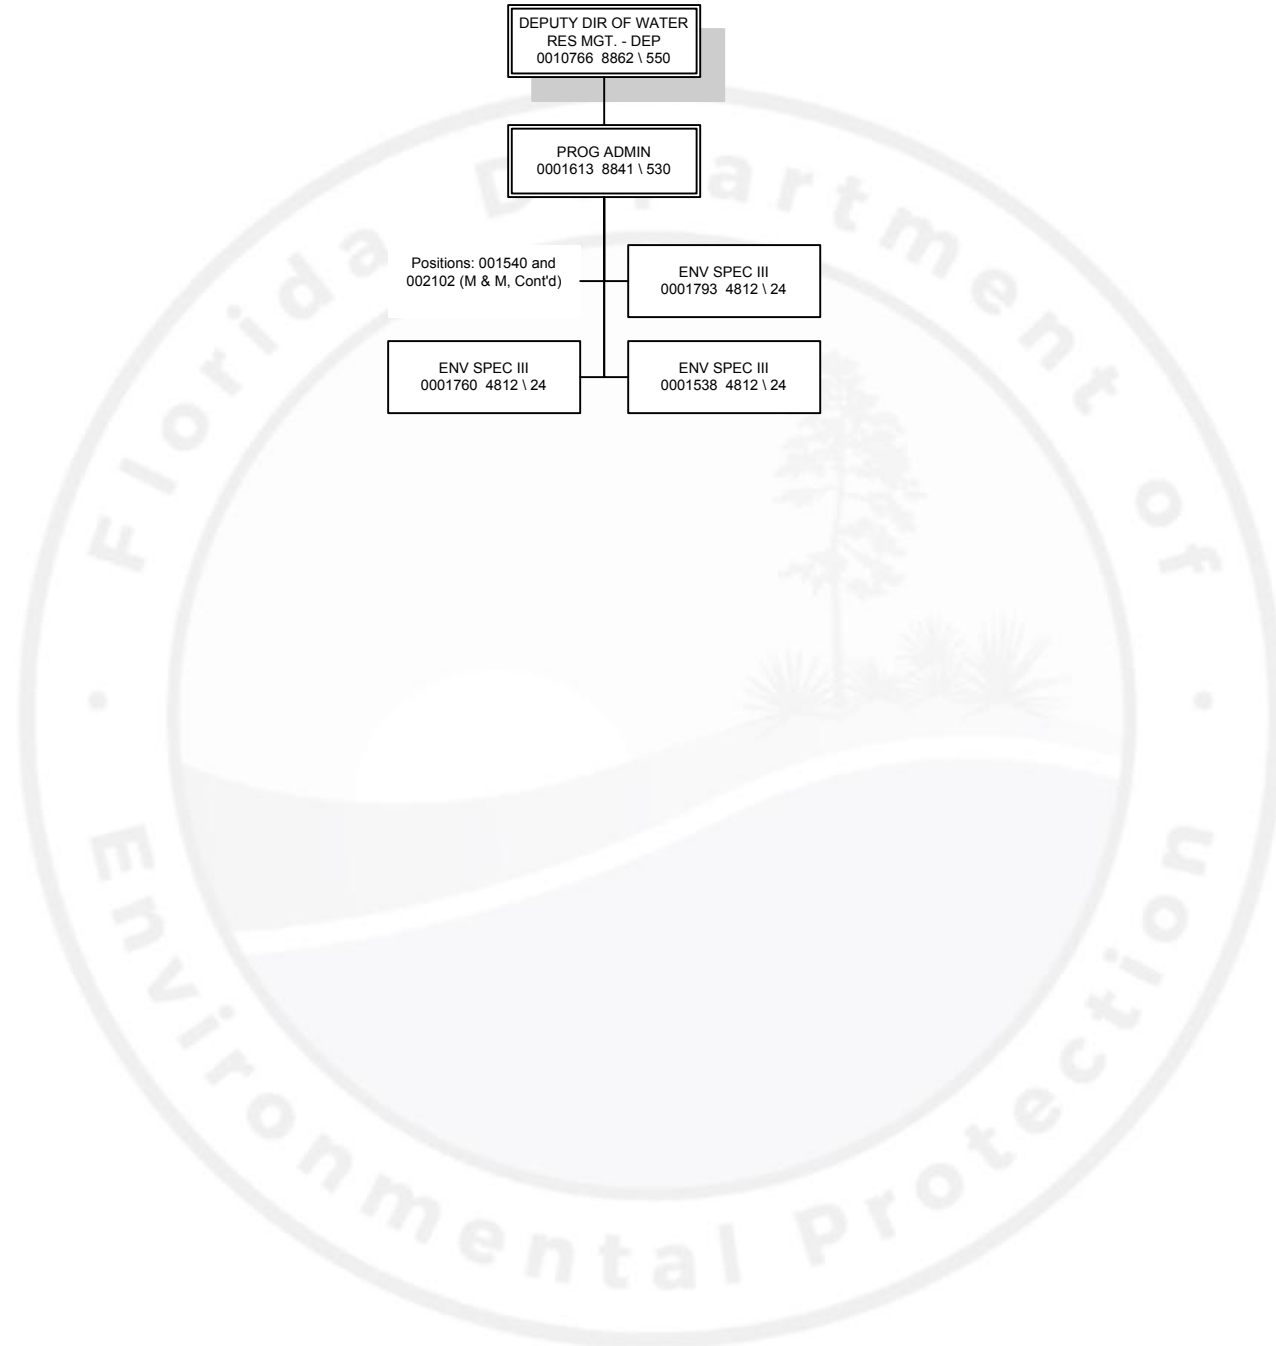 DEPUTY DIR OF WATER
RES MGT. - DEP
0010766 8862 \ 550
PROG ADMIN
0001613 8841 \ 530
Positions: 001540 and
002102 (M & M, Cont'd)
ENV SPEC III
0001793 4812 \ 24
ENV SPEC III
0001760 4812 \ 24
ENV SPEC III
0001538 4812 \ 24
Florida Department of
Environmental Protection